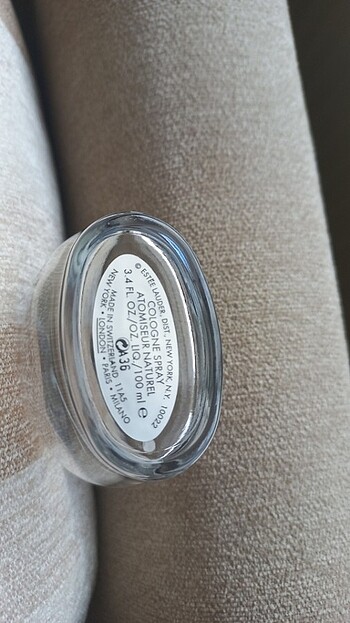 © ESTEE LAUDER, DIST. NEW YORK, N.Y. 10022
COLOGNE SPRAY
ATOMISEUR NATUREL
3.4 FL. OZ./OZ. LIQ./100 ml ℮
A36
MADE IN SWITZERLAND 11A5
NEW YORK • LONDON • PARIS • MILANO